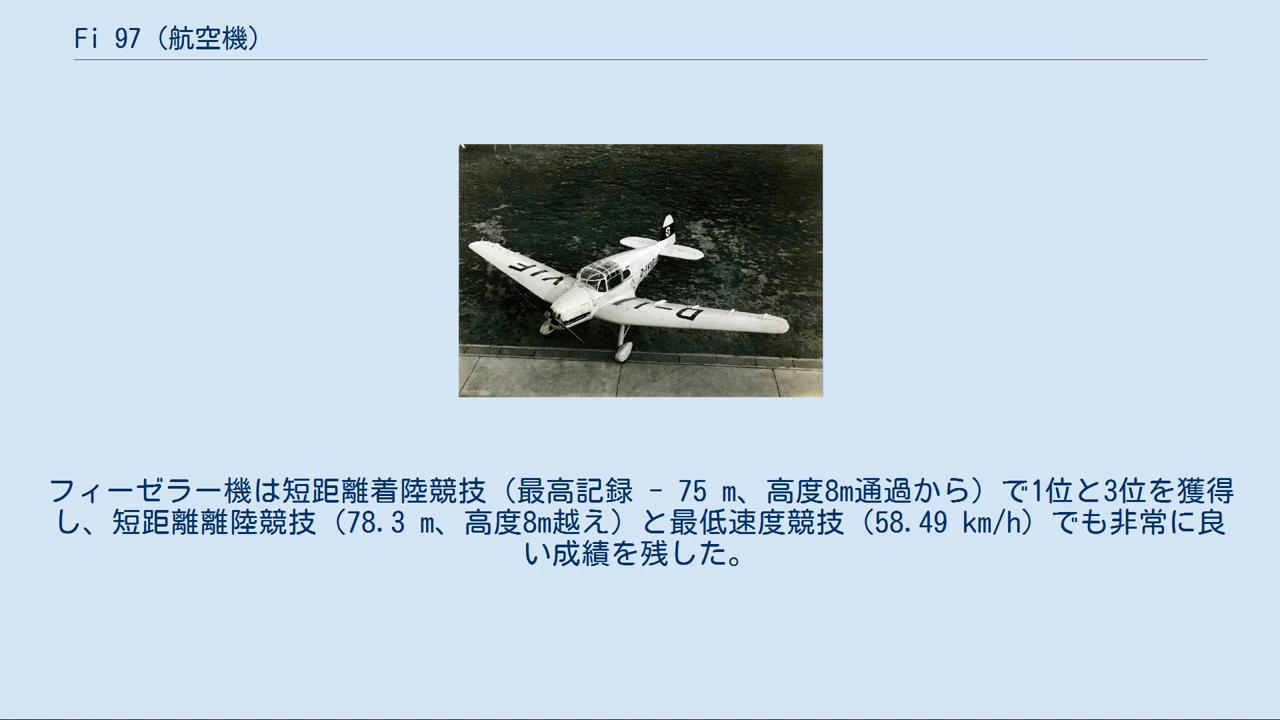 Fi 97（航空機）
フィーゼラー機は短距離着陸競技（最高記録 - 75 m、高度8m通過から）で1位と3位を獲得
し、短距離離陸競技（78.3 m、高度8m越え）と最低速度競技（58.49 km/h）でも非常に良
い成績を残した。